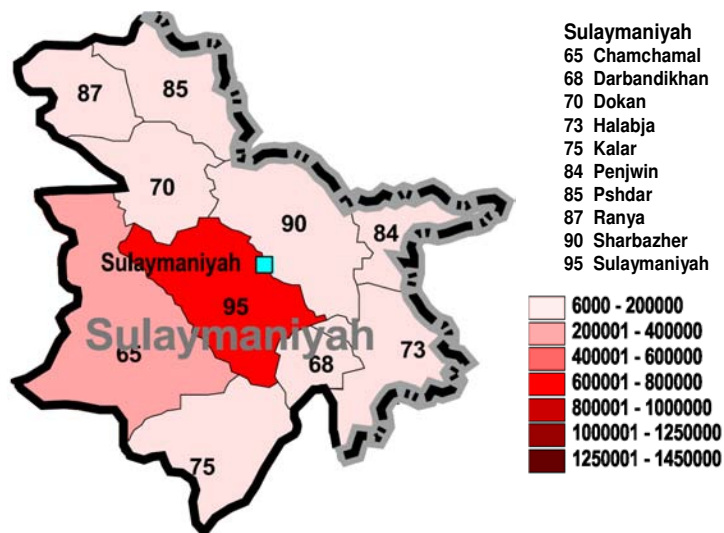 87
85
70
90
84
Sulaymaniyah
95
Sulaymaniyah
65
68
73
75
Sulaymaniyah
65 Chamchamal
68 Darbandikhan
70 Dokan
73 Halabja
75 Kalar
84 Penjwin
85 Pshdar
87 Ranya
90 Sharbazher
95 Sulaymaniyah
6000 - 200000
200001 - 400000
400001 - 600000
600001 - 800000
800001 - 1000000
1000001 - 1250000
1250001 - 1450000